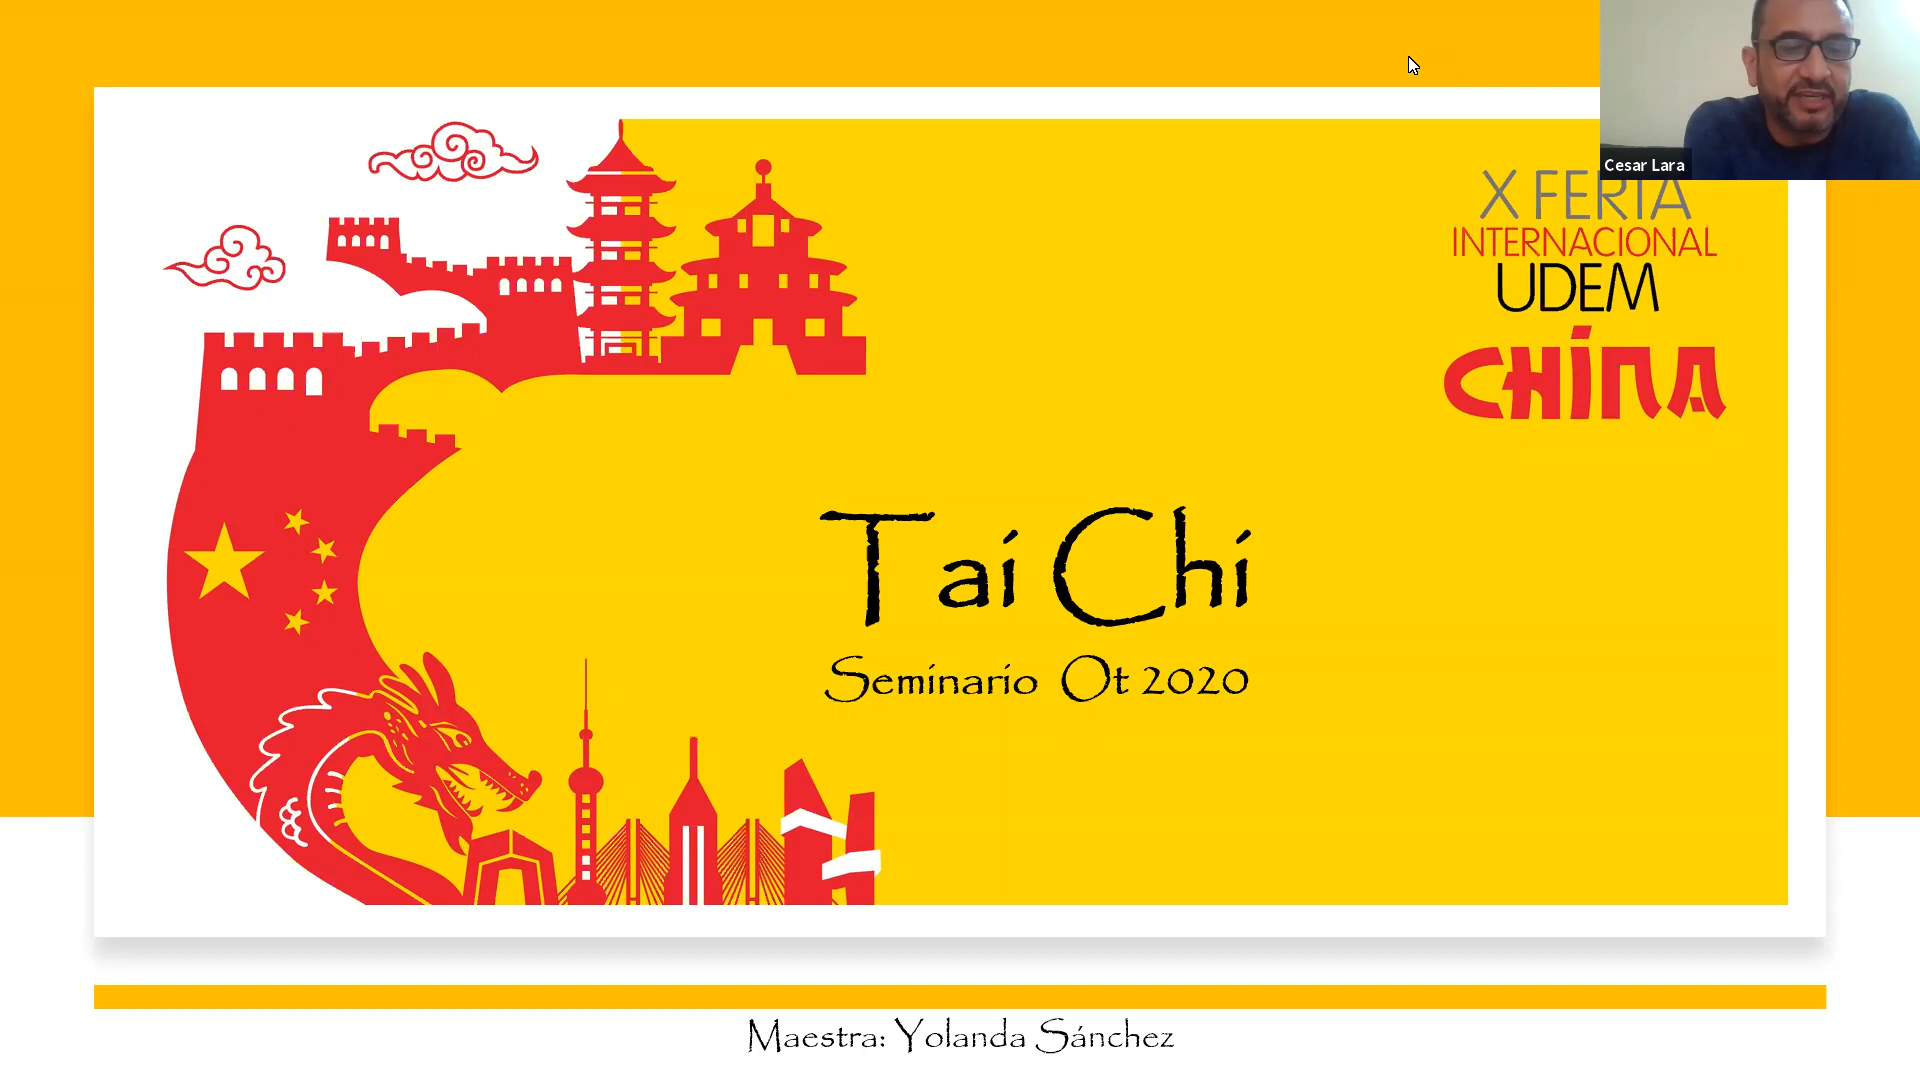 Cesar Lara
X FERIA
INTERNACIONAL
UDEM
CHINA
Tai Chi
Seminario Ot 2020
Maestra: Yolanda Sánchez